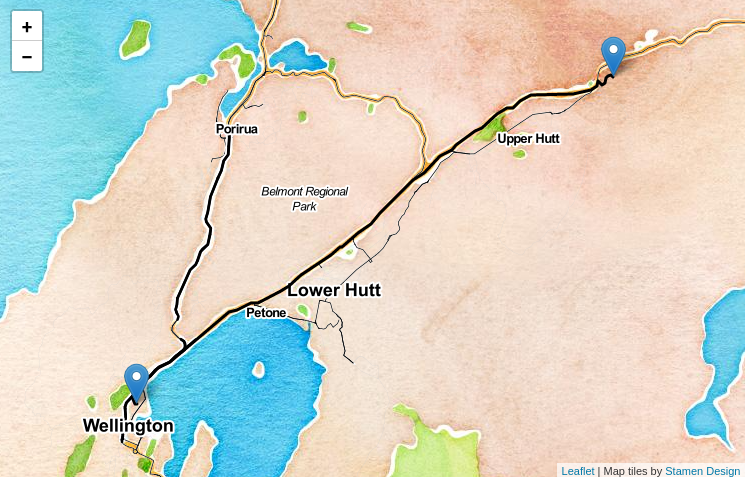 +
−
Porirua
Upper Hutt
Belmont Regional
Park
Lower Hutt
Petone
Wellington
Leaflet | Map tiles by Stamen Design